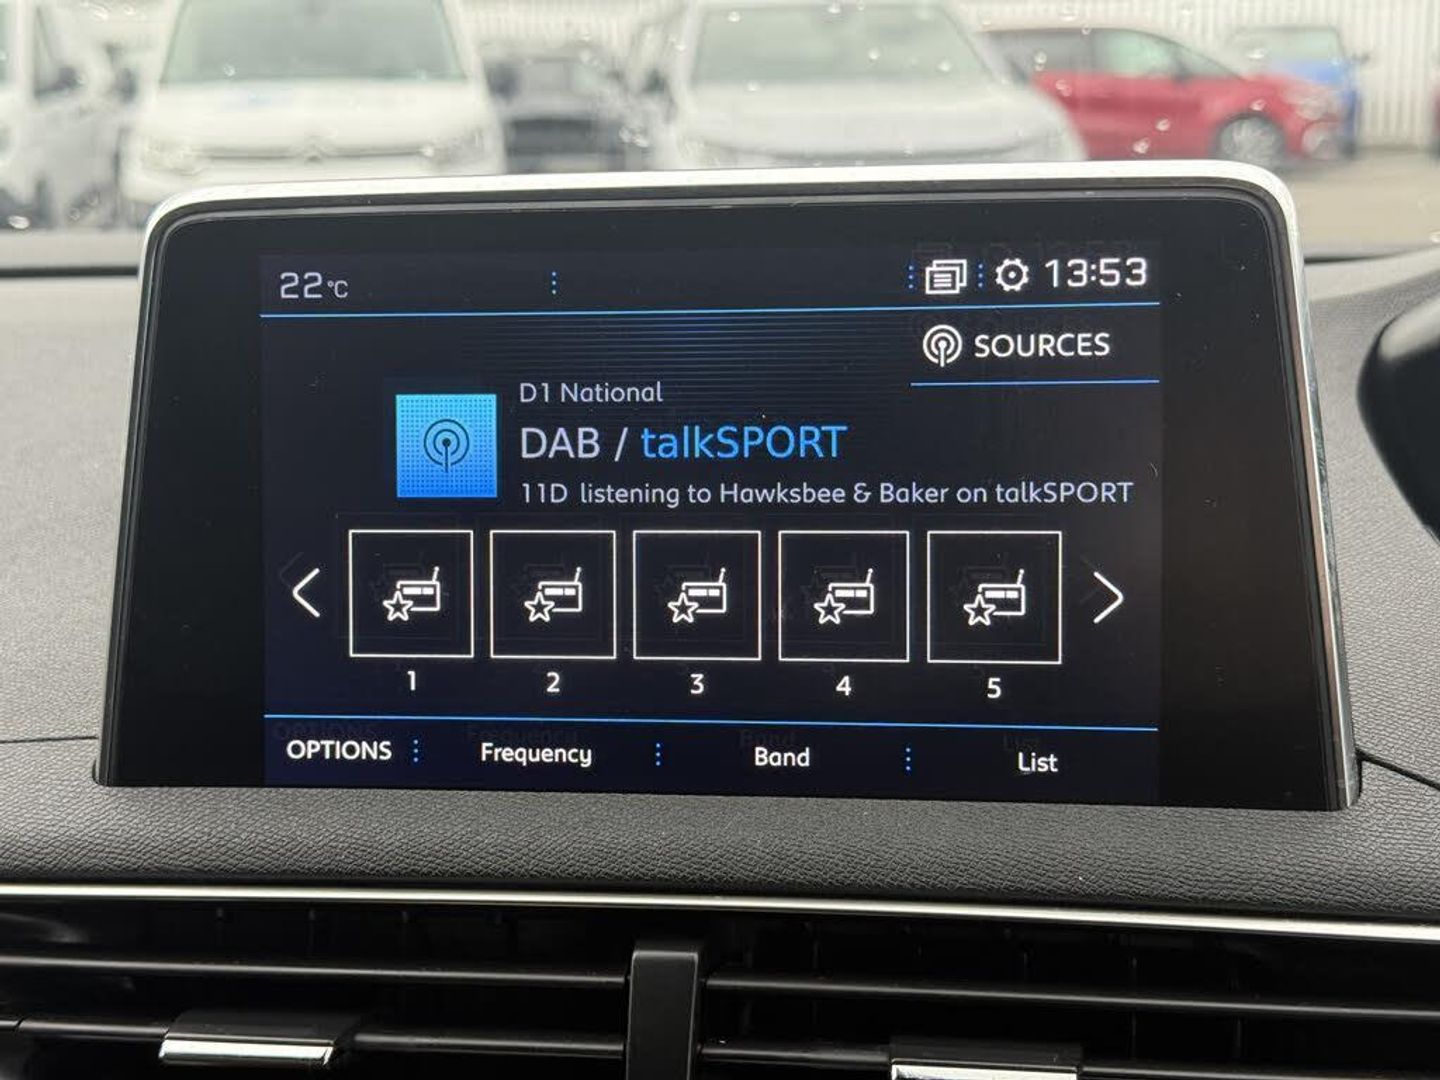 22°C
13:53
SOURCES
D1 National
DAB / talkSPORT
11D listening to Hawksbee & Baker on talkSPORT
1 2 3 4 5
OPTIONS Frequency Band List